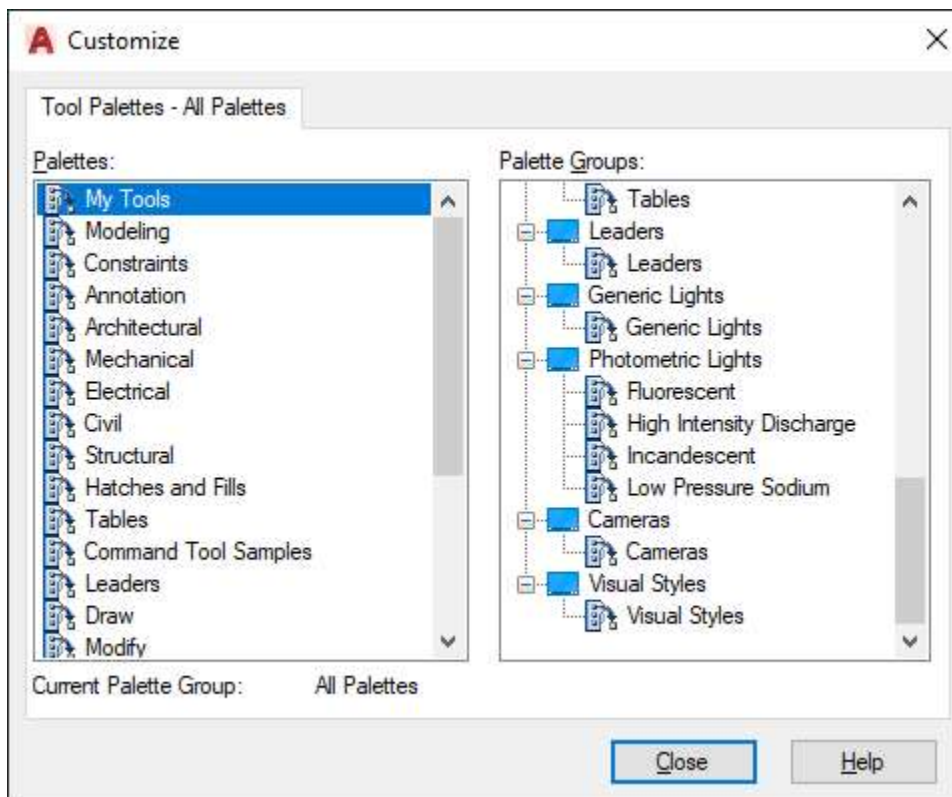 Customize
Tool Palettes - All Palettes
Palettes:
My Tools
Modeling
Constraints
Annotation
Architectural
Mechanical
Electrical
Civil
Structural
Hatches and Fills
Tables
Command Tool Samples
Leaders
Draw
Modify
Palette Groups:
Tables
Leaders
Leaders
Generic Lights
Generic Lights
Photometric Lights
Fluorescent
High Intensity Discharge
Incandescent
Low Pressure Sodium
Cameras
Cameras
Visual Styles
Visual Styles
Current Palette Group: All Palettes
Close
Help